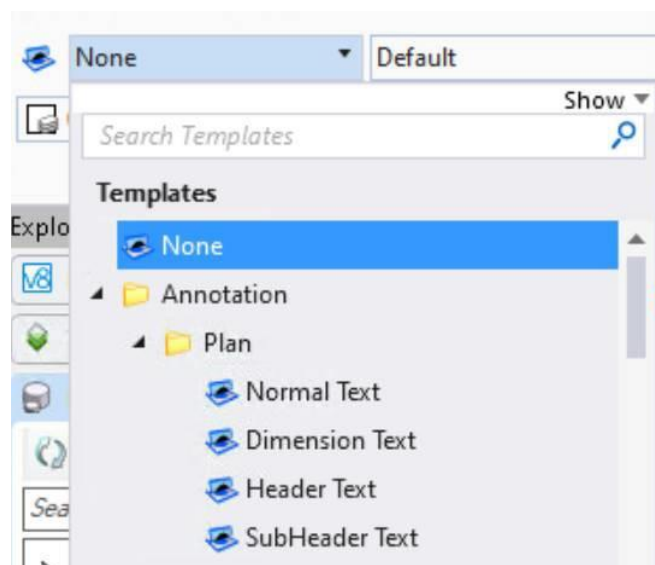 None Default
Show
Search Templates
Templates
Explo
None
V8
Annotation
Plan
Normal Text
Dimension Text
Header Text
Sea
SubHeader Text